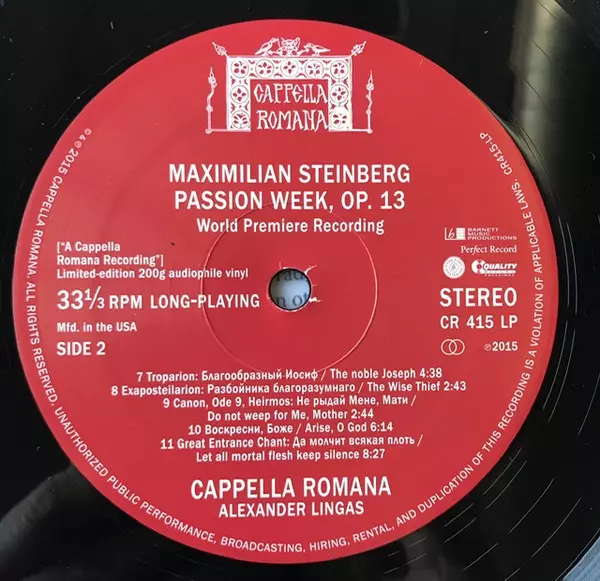 CAPPELLA
ROMANA
MAXIMILIAN STEINBERG
PASSION WEEK, OP. 13
World Premiere Recording
["A Cappella
Romana Recording"]
Limited-edition 200g audiophile vinyl
33⅓ RPM LONG-PLAYING
Mfd. in the USA
SIDE 2
BARNETT
MUSIC
PRODUCTIONS
Perfect Record
QUALITY
STEREO
CR 415 LP
℗2015
7 Troparion: Благообразный Иосиф / The noble Joseph 4:38
8 Exaposteilarion: Разбойника благоразумнаго / The Wise Thief 2:43
9 Canon, Ode 9, Heirmos: Не рыдай Мене, Мати /
Do not weep for Me, Mother 2:44
10 Воскресни, Боже / Arise, O God 6:14
11 Great Entrance Chant: Да молчит всякая плоть /
Let all mortal flesh keep silence 8:27
CAPPELLA ROMANA
ALEXANDER LINGAS
©&℗ 2015 CAPPELLA ROMANA. ALL RIGHTS RESERVED. UNAUTHORIZED PUBLIC PERFORMANCE, BROADCASTING, HIRING, RENTAL, AND DUPLICATION OF THIS RECORDING IS A VIOLATION OF APPLICABLE LAWS. CR415-LP